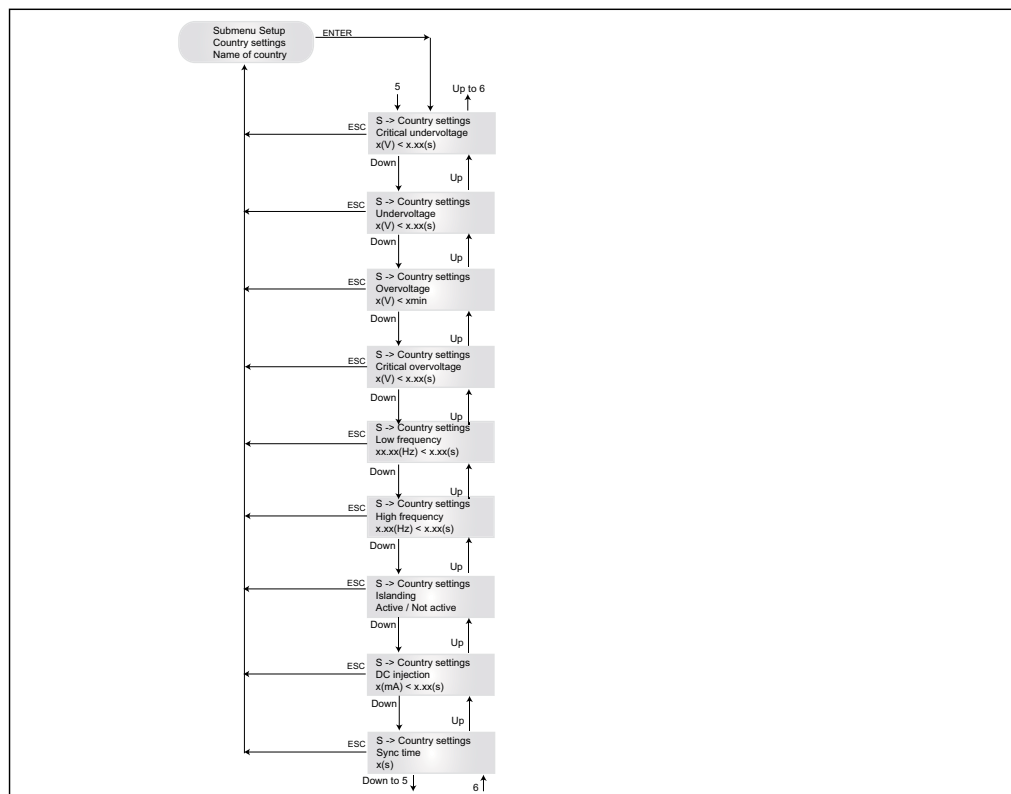 Submenu Setup
Country settings
Name of country
ENTER
5
Up to 6
S -> Country settings
Critical undervoltage
x(V) < x.xx(s)
ESC
Down
Up
S -> Country settings
Undervoltage
x(V) < x.xx(s)
ESC
Down
Up
S -> Country settings
Overvoltage
x(V) < xmin
ESC
Down
Up
S -> Country settings
Critical overvoltage
x(V) < x.xx(s)
ESC
Down
Up
S -> Country settings
Low frequency
xx.xx(Hz) < x.xx(s)
ESC
Down
Up
S -> Country settings
High frequency
x.xx(Hz) < x.xx(s)
ESC
Down
Up
S -> Country settings
Islanding
Active / Not active
ESC
Down
Up
S -> Country settings
DC injection
x(mA) < x.xx(s)
ESC
Down
Up
S -> Country settings
Sync time
x(s)
ESC
Down to 5
6